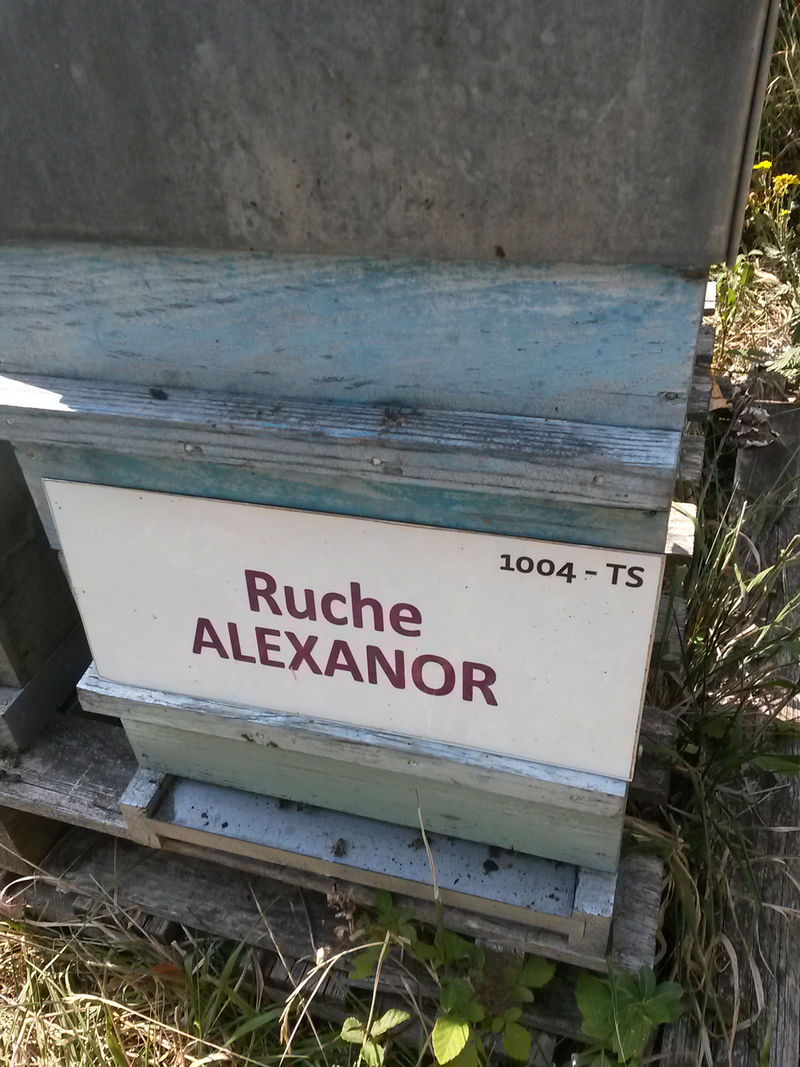 1004 - TS
Ruche
ALEXANOR